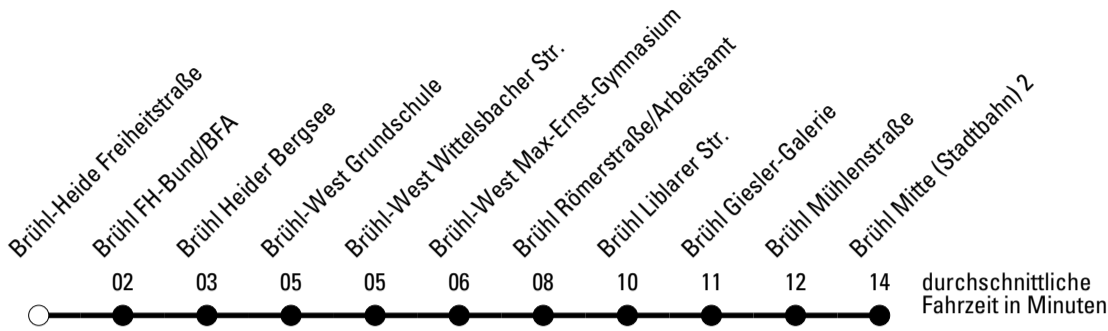 Brühl-Heide Freiheitstraße
Brühl FH-Bund/BFA
Brühl Heider Bergsee
Brühl-West Grundschule
Brühl-West Wittelsbacher Str.
Brühl-West Max-Ernst-Gymnasium
Brühl Römerstraße/Arbeitsamt
Brühl Liblarer Str.
Brühl Giesler-Galerie
Brühl Mühlenstraße
Brühl Mitte (Stadtbahn) 2
02 03 05 05 06 08 10 11 12 14 durchschnittliche
Fahrzeit in Minuten